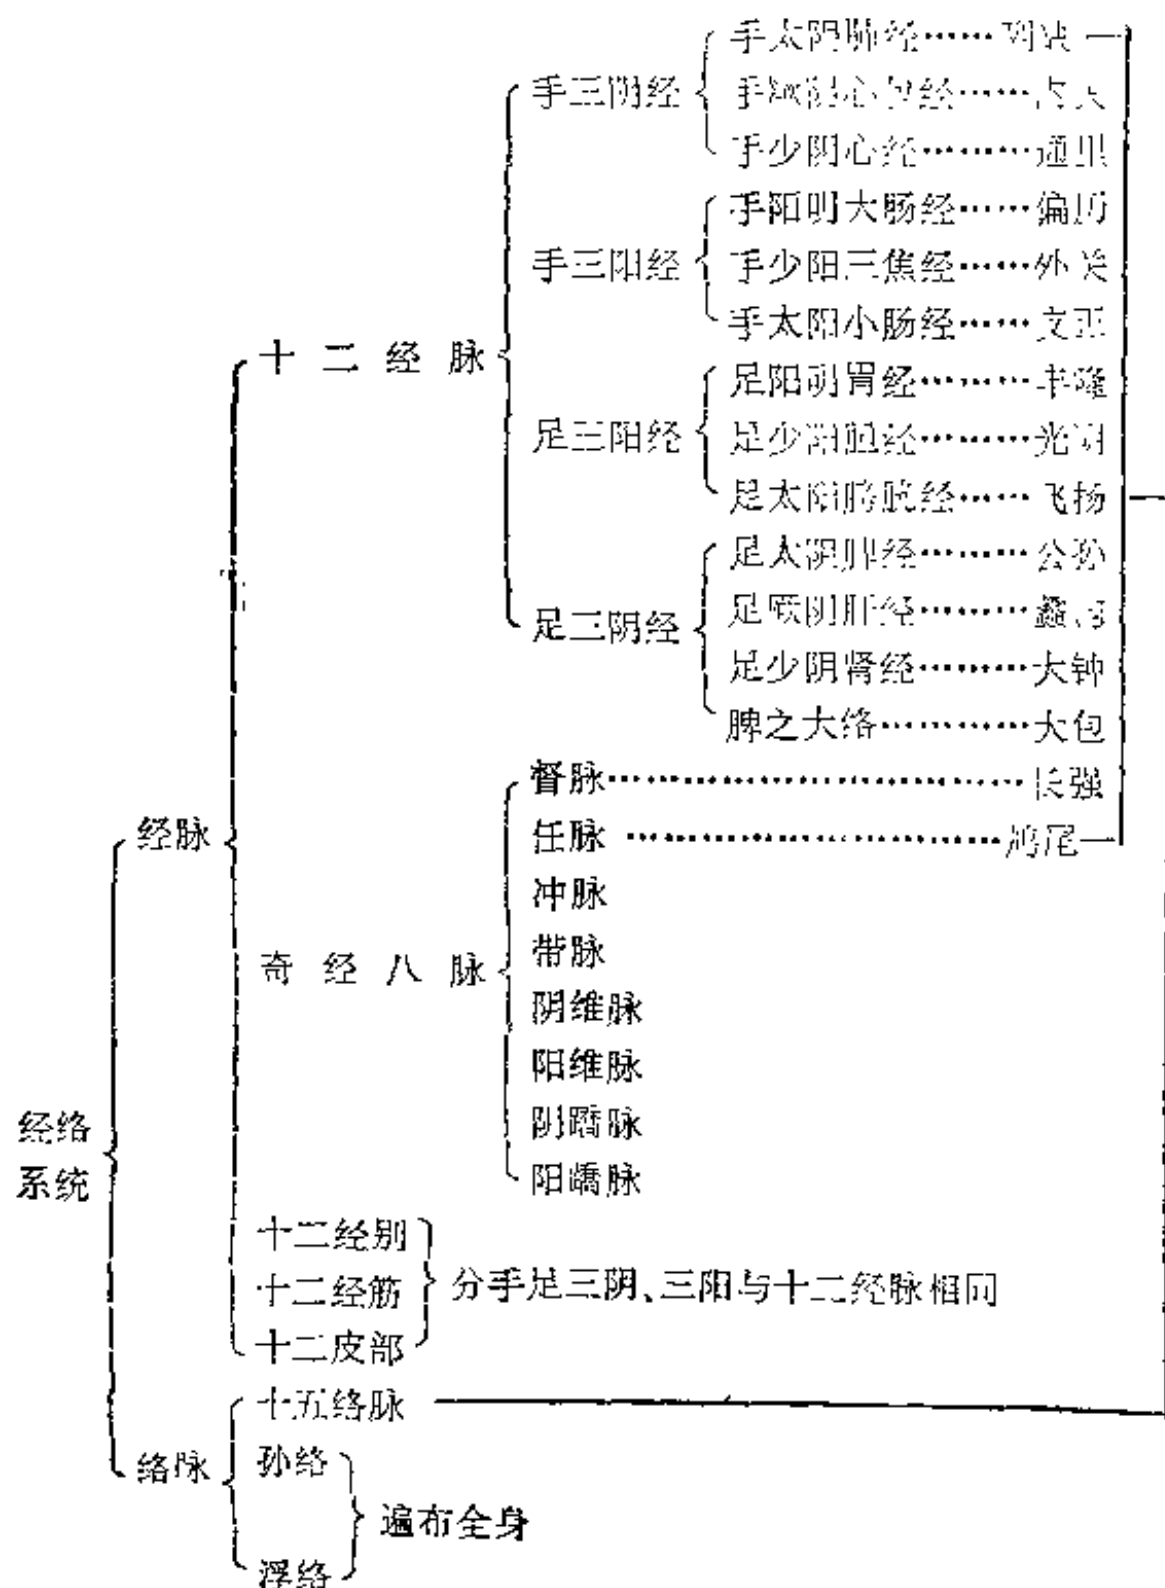 手太阴肺经……列缺
手三阴经
手厥阴心包经……内关
手少阴心经………通里
手阳明大肠经……偏历
手三阳经
手少阳三焦经……外关
手太阳小肠经……支正
十二经脉
足阳明胃经………丰隆
足三阳经
足少阳胆经………光明
足太阳膀胱经……飞扬
足太阴脾经………公孙
足三阴经
足厥阴肝经………蠡沟
足少阴肾经………大钟
脾之大络…………大包
督脉……………………………长强
经脉
任脉……………………………鸠尾
冲脉
带脉
奇经八脉
阴维脉
阳维脉
经络
系统
阴蹻脉
阳蹻脉
十二经别
十二经筋
分手足三阴、三阳与十二经脉相同
十二皮部
十五络脉
络脉
孙络
遍布全身
浮络